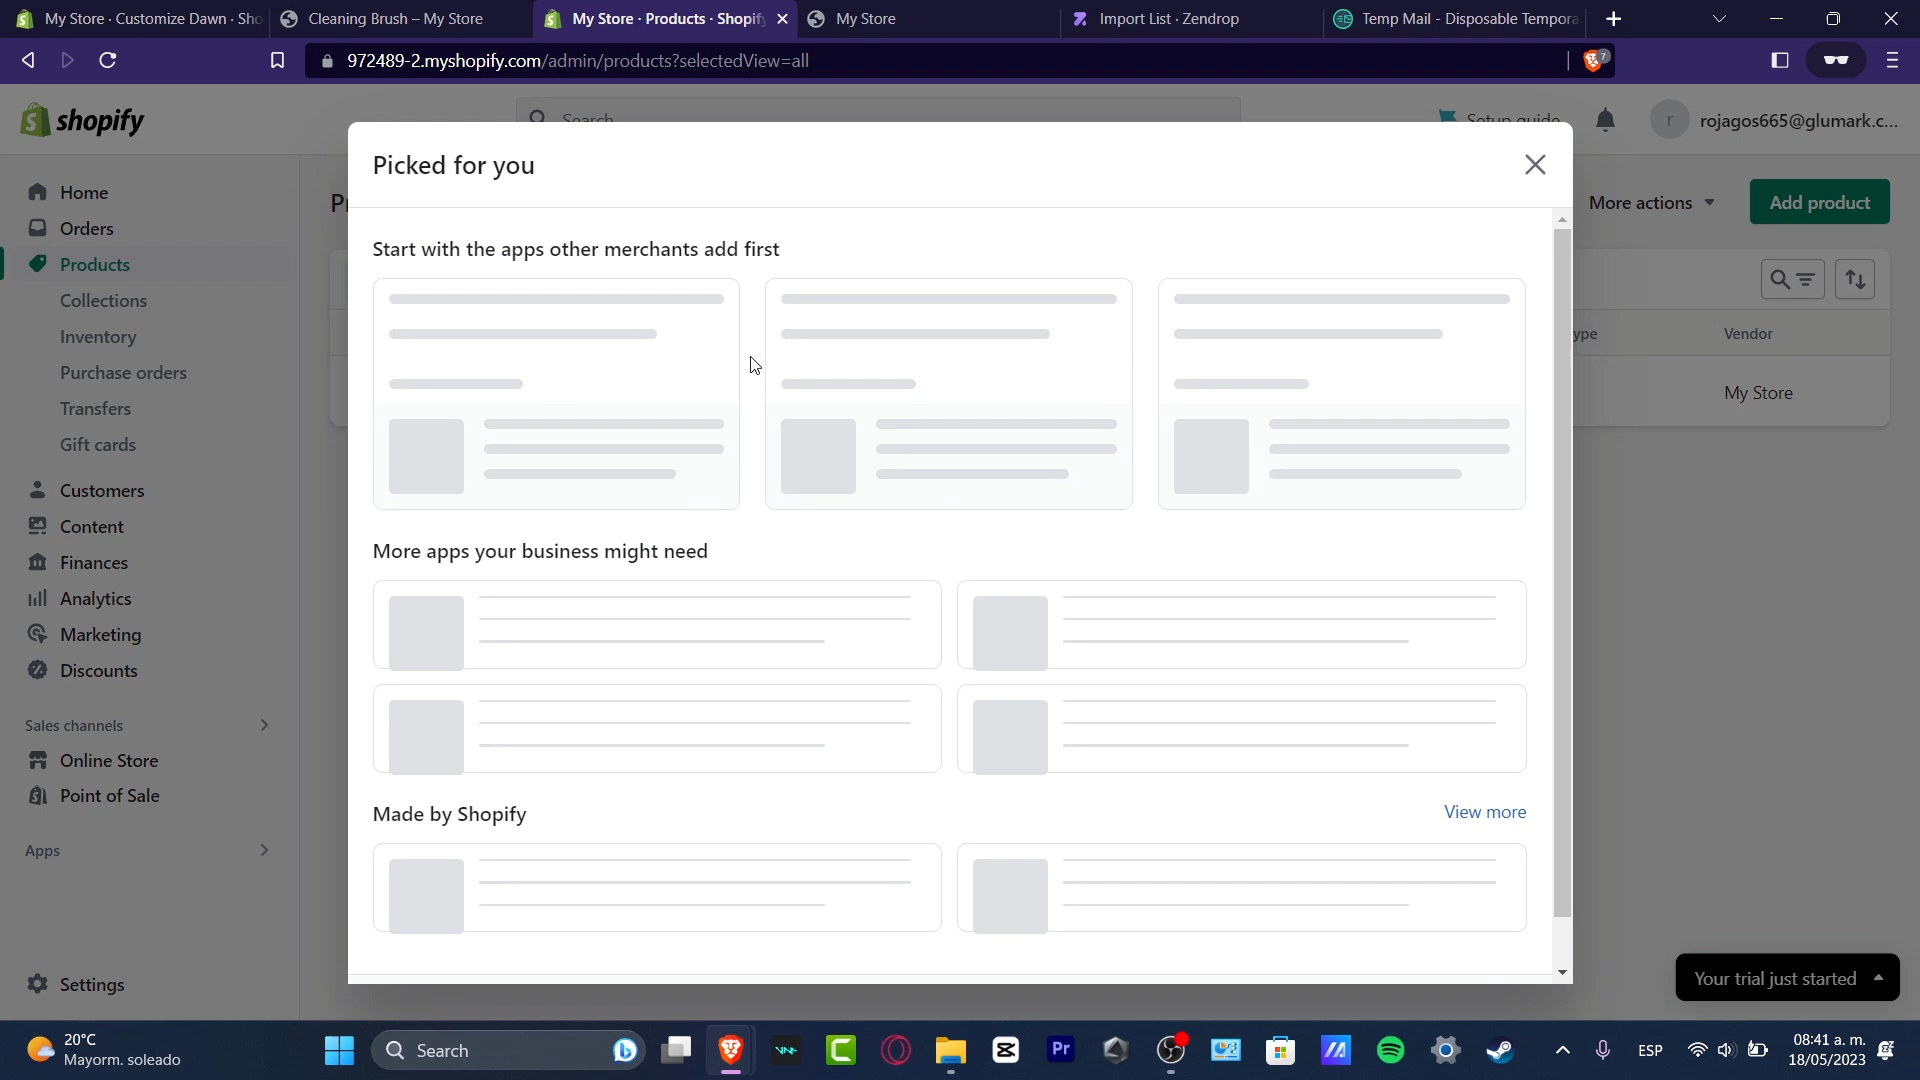 My Store · Customize Dawn · Sho
Cleaning Brush – My Store
My Store · Products · Shopify
My Store
Import List · Zendrop
Temp Mail - Disposable Tempora
972489-2.myshopify.com/admin/products?selectedView=all
7
shopify
Search
Setup guide
r
rojagos665@glumark.c...
Home
Orders
Products
Collections
Inventory
Purchase orders
Transfers
Gift cards
Customers
Content
Finances
Analytics
Marketing
Discounts
Sales channels
Online Store
Point of Sale
Apps
Settings
More actions
Add product
Vendor
My Store
Picked for you
Start with the apps other merchants add first
More apps your business might need
Made by Shopify
View more
Your trial just started
20°C
Mayorm. soleado
Search
Pr
ESP
08:41 a. m.
18/05/2023